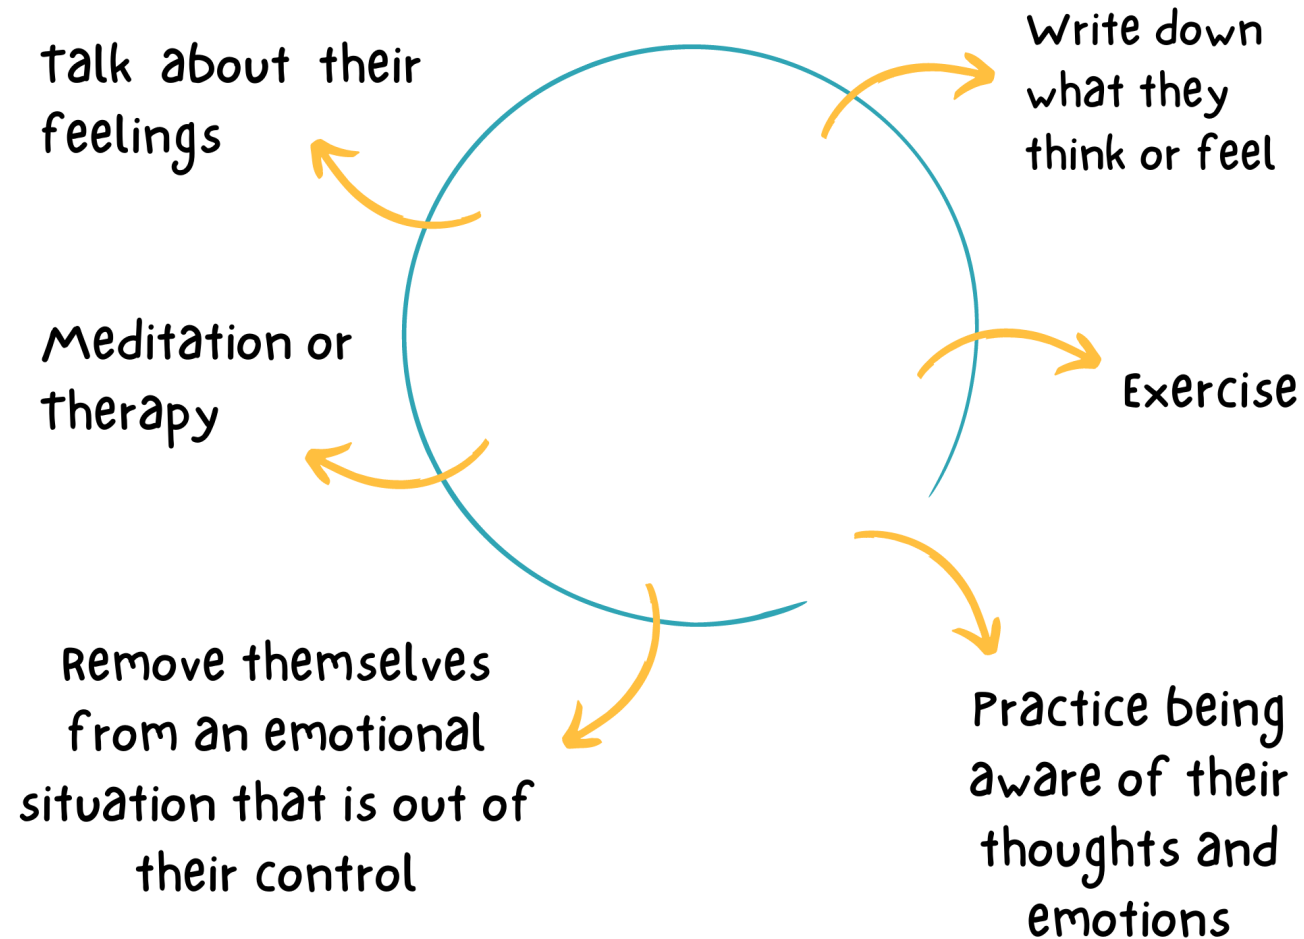 Talk about their
feelings
Write down
what they
think or feel
Meditation or
therapy
Exercise
Remove themselves
from an emotional
situation that is out of
their control
Practice being
aware of their
thoughts and
emotions